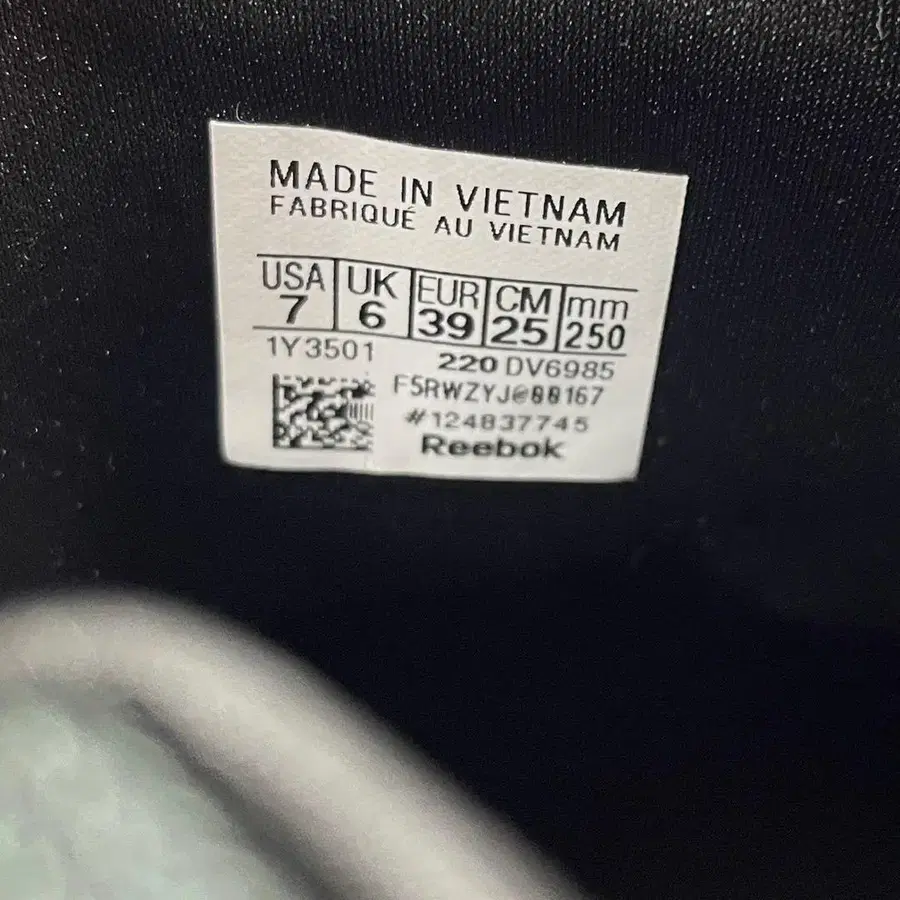 MADE IN VIETNAM
FABRIQUÉ AU VIETNAM
USA UK EUR CM mm
7 6 39 25 250
1Y3501 220 DV6985
F5RWZYJ@00167
#124837745
Reebok